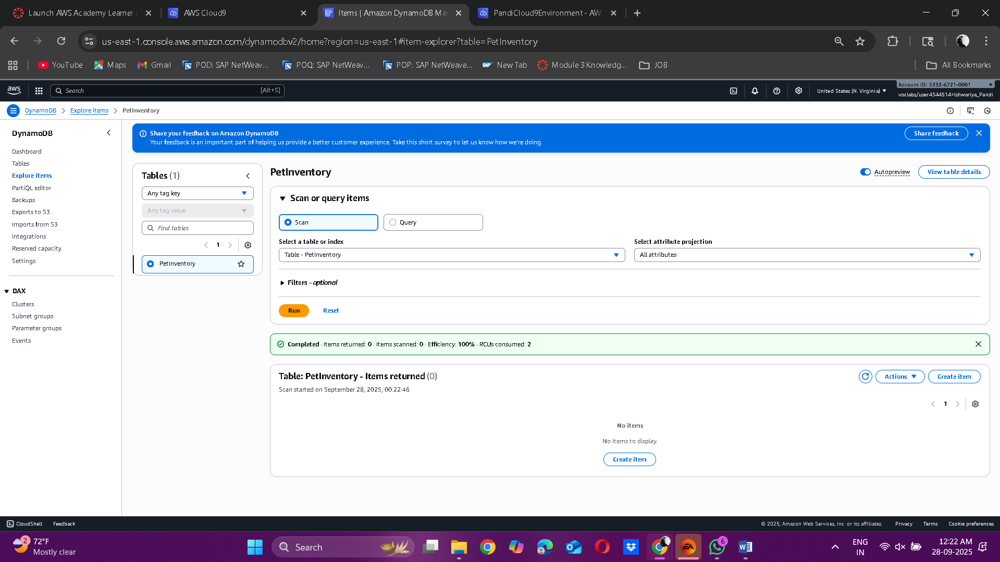 Launch AWS Academy Learner
AWS Cloud9
Items | Amazon DynamoDB Ma
PandiCloud9Environment - AW
us-east-1.console.aws.amazon.com/dynamodbv2/home?region=us-east-1#item-explorer?table=PetInventory
YouTube
Maps
Gmail
POD: SAP NetWeav...
POQ: SAP NetWeav...
POP: SAP NetWeave...
SAP
New Tab
Module 3 Knowledg...
JOB
All Bookmarks
aws
Search
[Alt+S]
United States (N. Virginia)
Account ID: 5332-6721-0001
voclabs/user4344514=Ishwariya_Pandi
DynamoDB
Explore items
PetInventory
DynamoDB
Dashboard
Tables
Explore items
PartiQL editor
Backups
Exports to S3
Imports from S3
Integrations
Reserved capacity
Settings
DAX
Clusters
Subnet groups
Parameter groups
Events
Share your feedback on Amazon DynamoDB
Your feedback is an important part of helping us provide a better customer experience. Take this short survey to let us know how we're doing.
Share feedback
Tables (1)
Any tag key
Any tag value
Find tables
1
PetInventory
PetInventory
Autopreview
View table details
Scan or query items
Scan
Query
Select a table or index
Table - PetInventory
Select attribute projection
All attributes
Filters - optional
Run
Reset
Completed · Items returned: 0 · Items scanned: 0 · Efficiency: 100% · RCUs consumed: 2
Table: PetInventory - Items returned (0)
Scan started on September 28, 2025, 00:22:46
Actions
Create item
1
No items
No items to display.
Create item
CloudShell
Feedback
© 2025, Amazon Web Services, Inc. or its affiliates.
Privacy
Terms
Cookie preferences
2
72°F
Mostly clear
Search
EA
6
ENG
IN
12:22 AM
28-09-2025